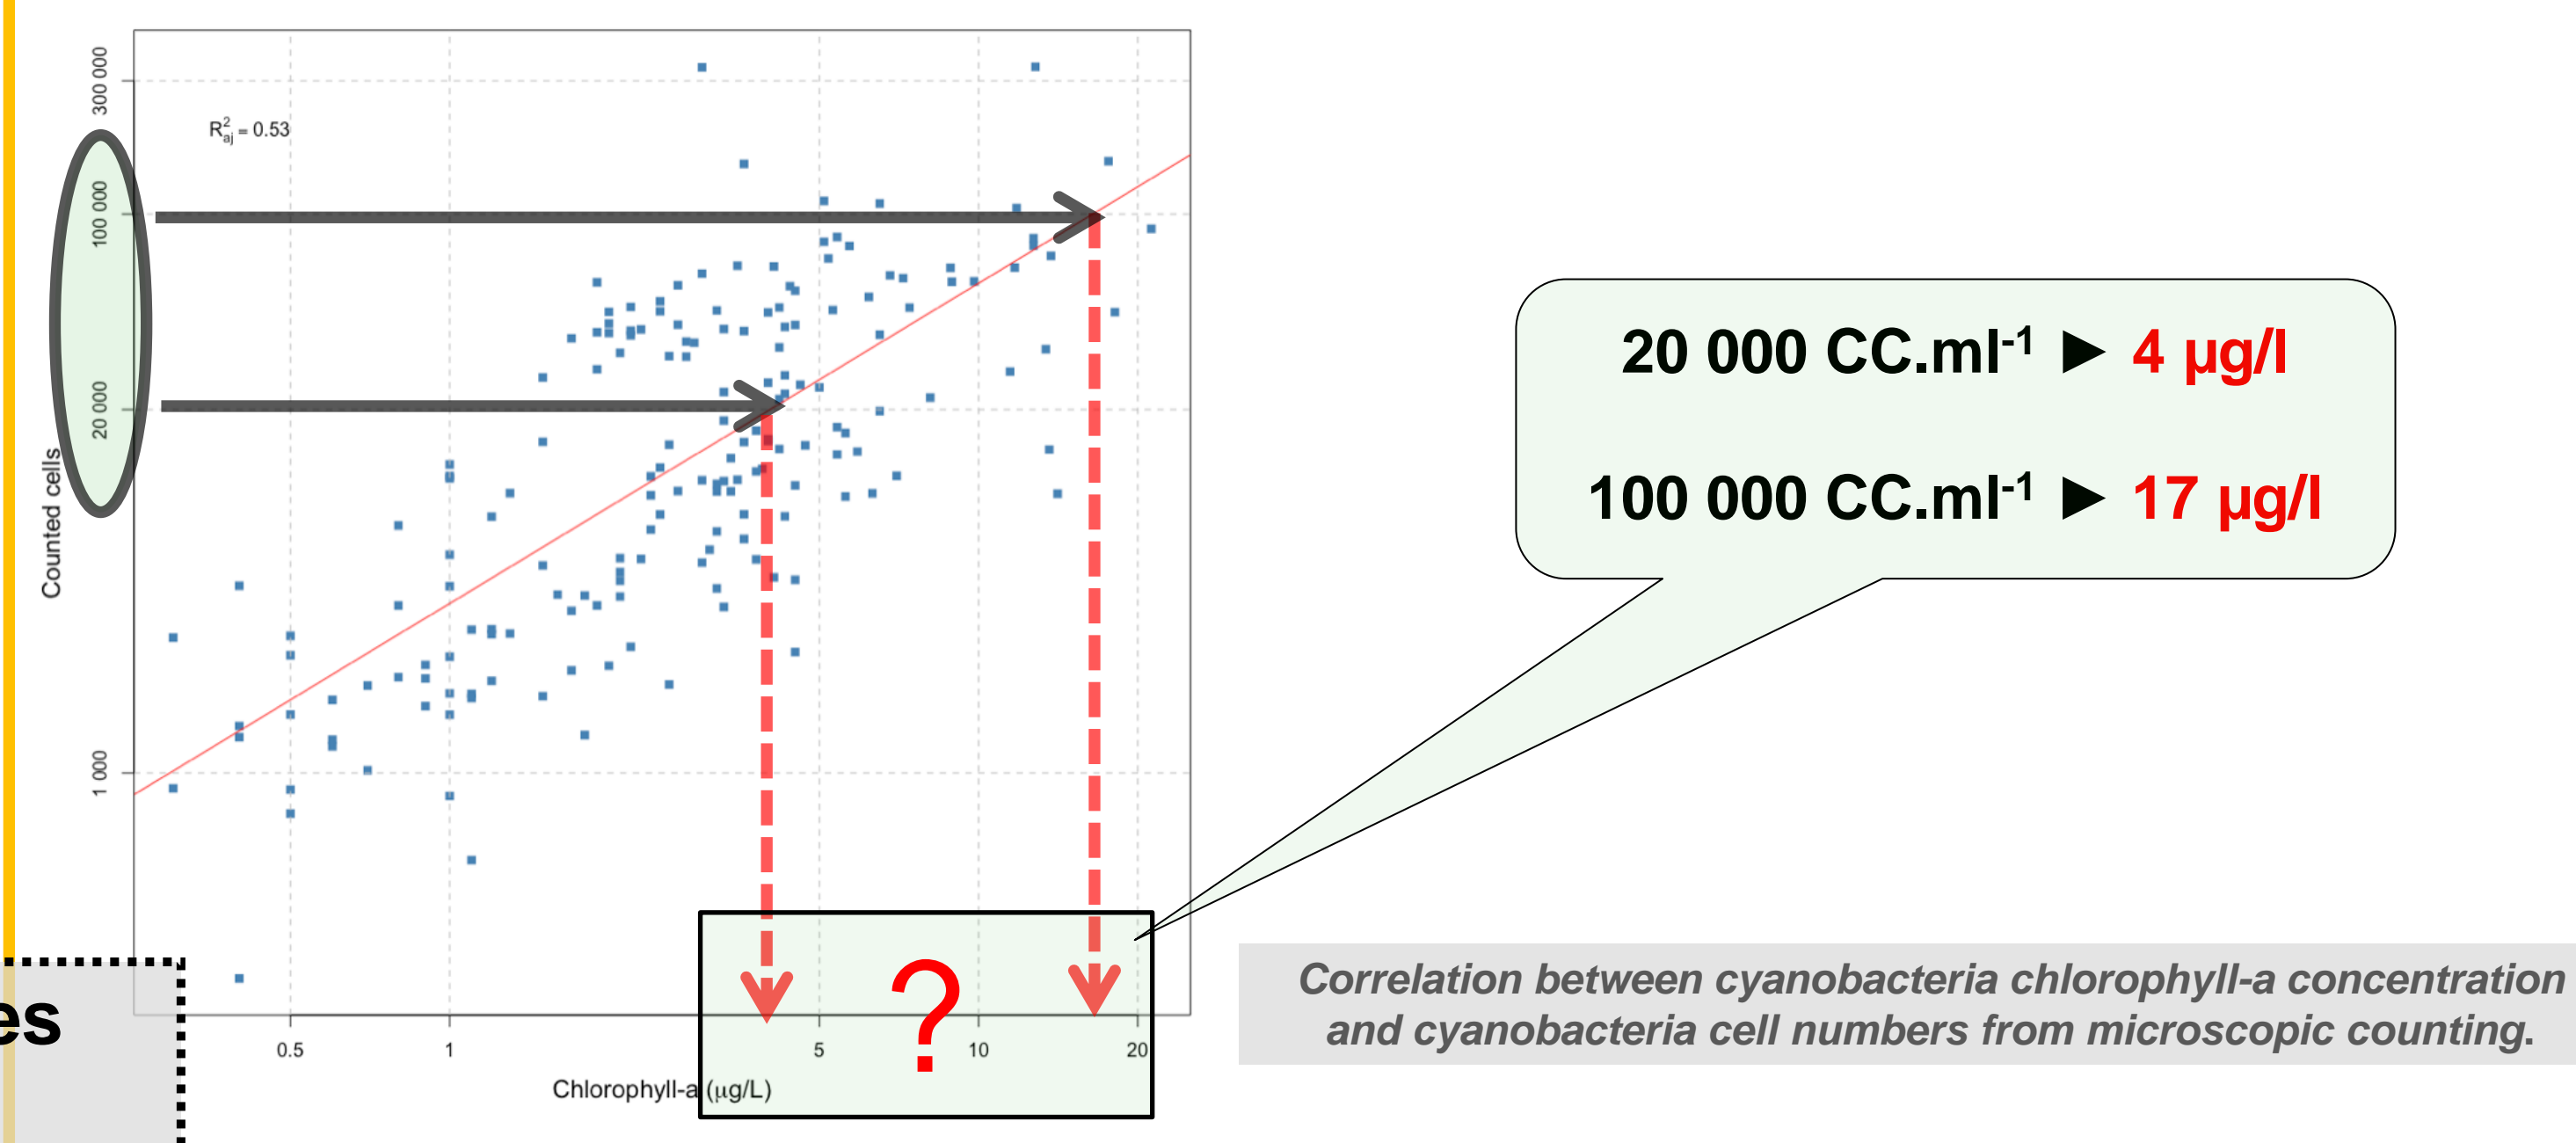 300 000
100 000
20 000
1 000
Counted cells
R²aj = 0.53
0.5 1 5 10 20
Chlorophyll-a (µg/L)
?
20 000 CC.ml⁻¹ ► 4 µg/l
100 000 CC.ml⁻¹ ► 17 µg/l
Correlation between cyanobacteria chlorophyll-a concentration
and cyanobacteria cell numbers from microscopic counting.
es